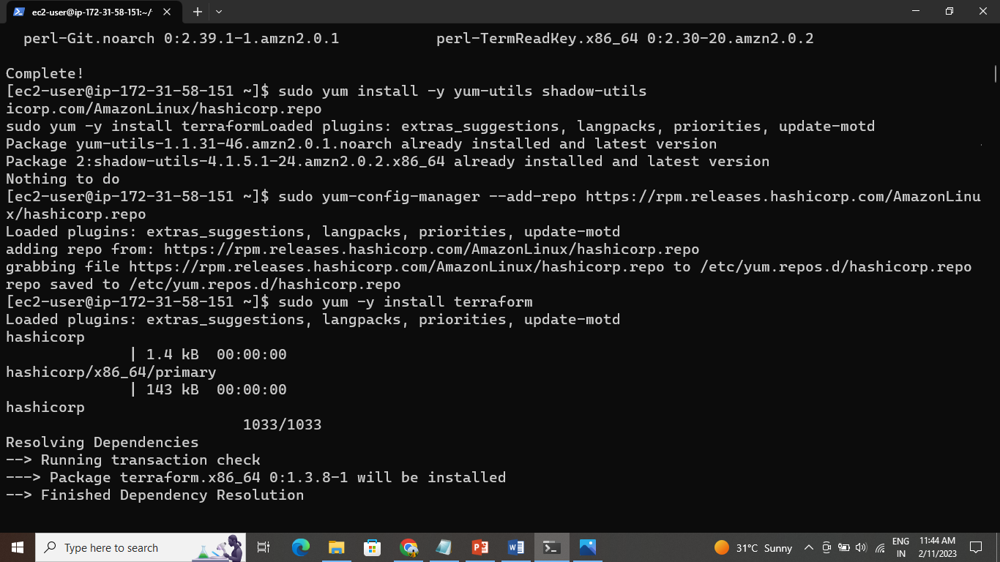 ec2-user@ip-172-31-58-151:~/
perl-Git.noarch 0:2.39.1-1.amzn2.0.1 perl-TermReadKey.x86_64 0:2.30-20.amzn2.0.2
Complete!
[ec2-user@ip-172-31-58-151 ~]$ sudo yum install -y yum-utils shadow-utils
icorp.com/AmazonLinux/hashicorp.repo
sudo yum -y install terraformLoaded plugins: extras_suggestions, langpacks, priorities, update-motd
Package yum-utils-1.1.31-46.amzn2.0.1.noarch already installed and latest version
Package 2:shadow-utils-4.1.5.1-24.amzn2.0.2.x86_64 already installed and latest version
Nothing to do
[ec2-user@ip-172-31-58-151 ~]$ sudo yum-config-manager --add-repo https://rpm.releases.hashicorp.com/AmazonLinu
x/hashicorp.repo
Loaded plugins: extras_suggestions, langpacks, priorities, update-motd
adding repo from: https://rpm.releases.hashicorp.com/AmazonLinux/hashicorp.repo
grabbing file https://rpm.releases.hashicorp.com/AmazonLinux/hashicorp.repo to /etc/yum.repos.d/hashicorp.repo
repo saved to /etc/yum.repos.d/hashicorp.repo
[ec2-user@ip-172-31-58-151 ~]$ sudo yum -y install terraform
Loaded plugins: extras_suggestions, langpacks, priorities, update-motd
hashicorp
| 1.4 kB 00:00:00
hashicorp/x86_64/primary
| 143 kB 00:00:00
hashicorp
1033/1033
Resolving Dependencies
--> Running transaction check
---> Package terraform.x86_64 0:1.3.8-1 will be installed
--> Finished Dependency Resolution
Type here to search
31°C Sunny
ENG
IN
11:44 AM
2/11/2023